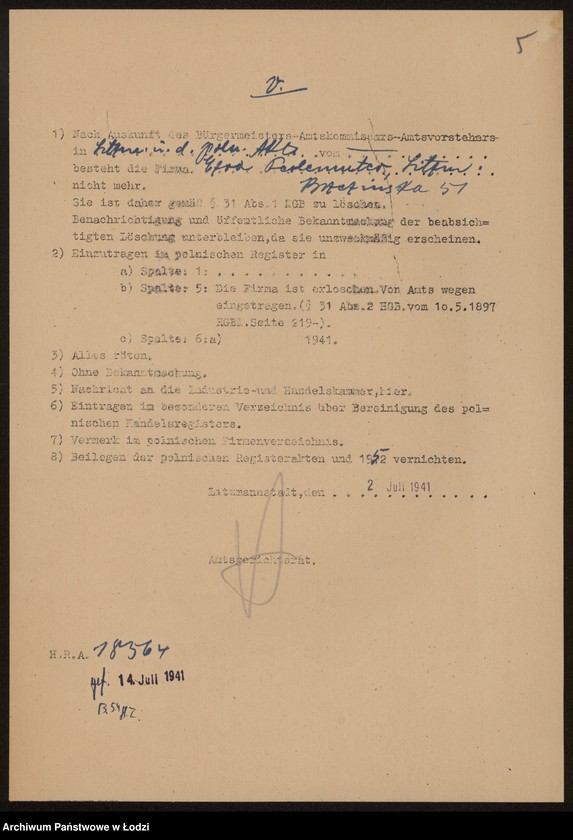 5
V.
1) Nach Auskunft des Bürgermeisters-Amtskommissars-Amtsvorstehers
in Litzm. u. d. poln. Akte vom
besteht die Firma. Perlemuter, Litzm.:
nicht mehr. Brzezinska 51
Sie ist daher gemäß § 31 Abs.1 HGB zu löschen.
Benachrichtigung und Öffentliche Bekanntmachung der beabsich=
tigten Löschung unterbleiben,da sie unzweckmäßig erscheinen.
2) Einzutragen im polnischen Register in
a) Spalte: 1: . . . . . . . . . . . .
b) Spalte: 5: Die Firma ist erloschen.Von Amts wegen
eingetragen.(§ 31 Abs.2 HGB.vom 10.5.1897
RGBl.Seite 219-).
c) Spalte: 6:a) 1941.
3) Alles röten.
4) Ohne Bekanntmachung.
5) Nachricht an die Industrie-und Handelskammer,hier.
6) Eintragen im besonderen Verzeichnis über Bereinigung des pol=
nischen Handelsregisters.
7) Vermerk im polnischen Firmenverzeichnis.
8) Beilegen der polnischen Registerakten und 1952 vernichten.
Litzmannstadt,den . . . 2 Juli 1941 . . . .
Amtsgerichtsrat.
H.R.A. 18564
gef. 14. Juli 1941
Archiwum Państwowe w Łodzi